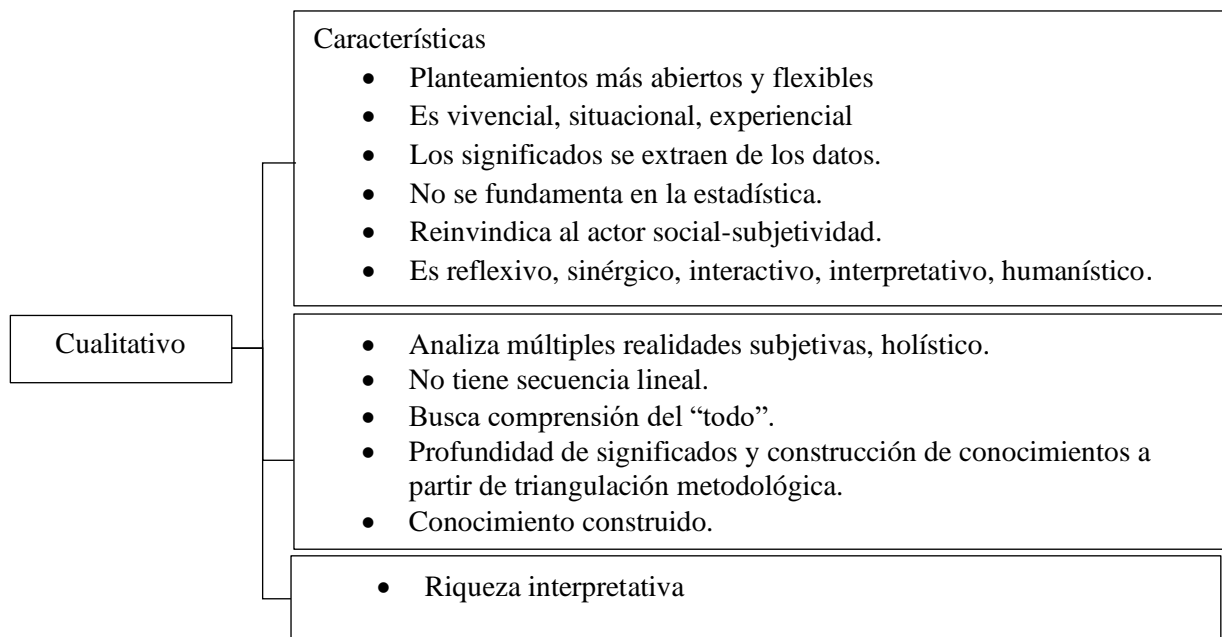 Características
• Planteamientos más abiertos y flexibles
• Es vivencial, situacional, experiencial
• Los significados se extraen de los datos.
• No se fundamenta en la estadística.
• Reinvindica al actor social-subjetividad.
• Es reflexivo, sinérgico, interactivo, interpretativo, humanístico.
Cualitativo
• Analiza múltiples realidades subjetivas, holístico.
• No tiene secuencia lineal.
• Busca comprensión del “todo”.
• Profundidad de significados y construcción de conocimientos a
partir de triangulación metodológica.
• Conocimiento construido.
• Riqueza interpretativa